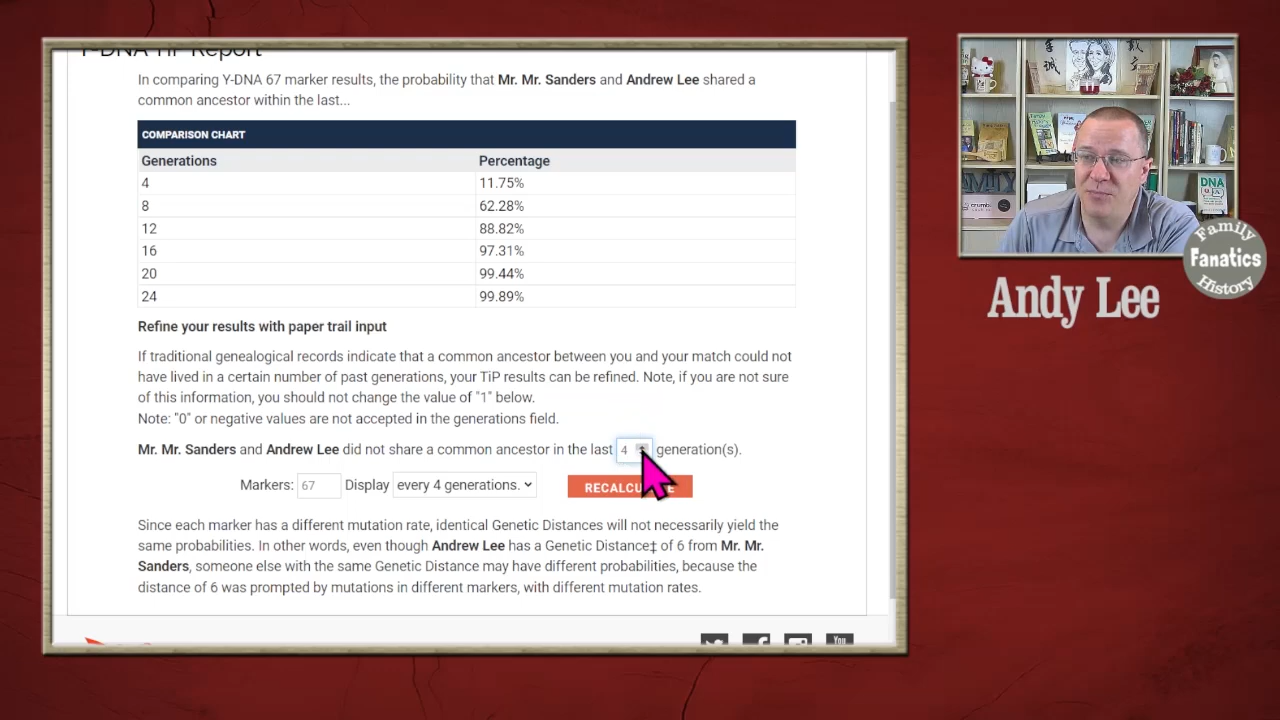 Y-DNA TiP Report
In comparing Y-DNA 67 marker results, the probability that Mr. Mr. Sanders and Andrew Lee shared a
common ancestor within the last...
COMPARISON CHART
Generations Percentage
4 11.75%
8 62.28%
12 88.82%
16 97.31%
20 99.44%
24 99.89%
Refine your results with paper trail input
If traditional genealogical records indicate that a common ancestor between you and your match could not
have lived in a certain number of past generations, your TiP results can be refined. Note, if you are not sure
of this information, you should not change the value of "1" below.
Note: "0" or negative values are not accepted in the generations field.
Mr. Mr. Sanders and Andrew Lee did not share a common ancestor in the last 4 generation(s).
Markers: 67 Display every 4 generations. RECALCULATE
Since each marker has a different mutation rate, identical Genetic Distances will not necessarily yield the
same probabilities. In other words, even though Andrew Lee has a Genetic Distance‡ of 6 from Mr. Mr.
Sanders, someone else with the same Genetic Distance may have different probabilities, because the
distance of 6 was prompted by mutations in different markers, with different mutation rates.
You
DNA
Family
Fanatics
History
Andy Lee